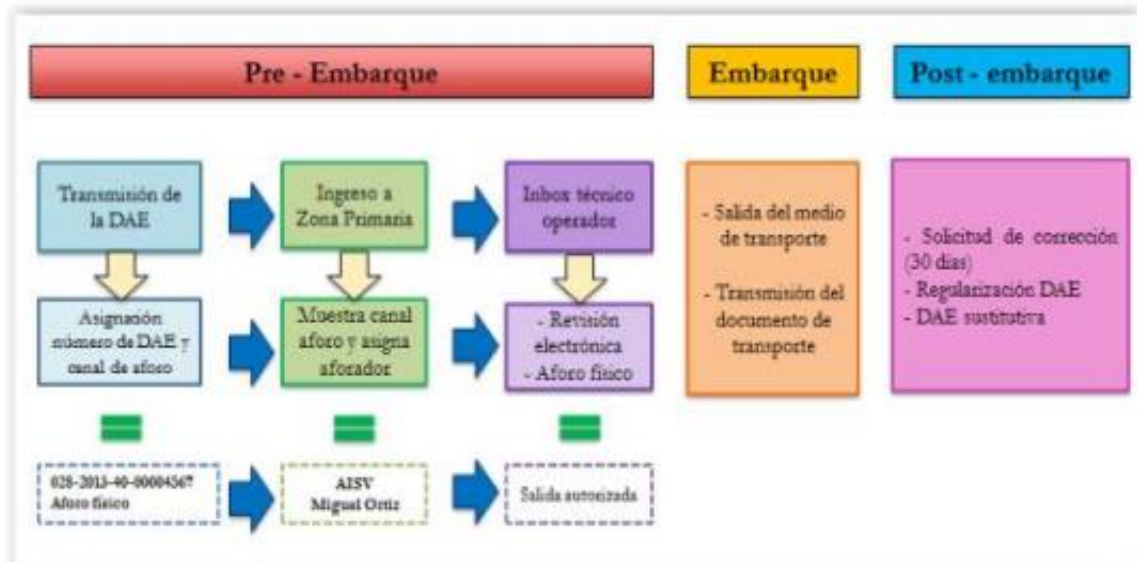 Pre - Embarque
Embarque
Post - embarque
Transmisión de
la DAE
Ingreso a
Zona Primaria
Inbox técnico
operador
Asignación
número de DAE y
canal de aforo
Muestra canal
aforo y asigna
aforador
- Revisión
electrónica
- Aforo físico
028-2013-40-00004567
Aforo físico
AISV
Miguel Ortiz
Salida autorizada
- Salida del medio
de transporte
- Transmisión del
documento de
transporte
- Solicitud de corrección
(30 días)
- Regularización DAE
- DAE sustitutiva